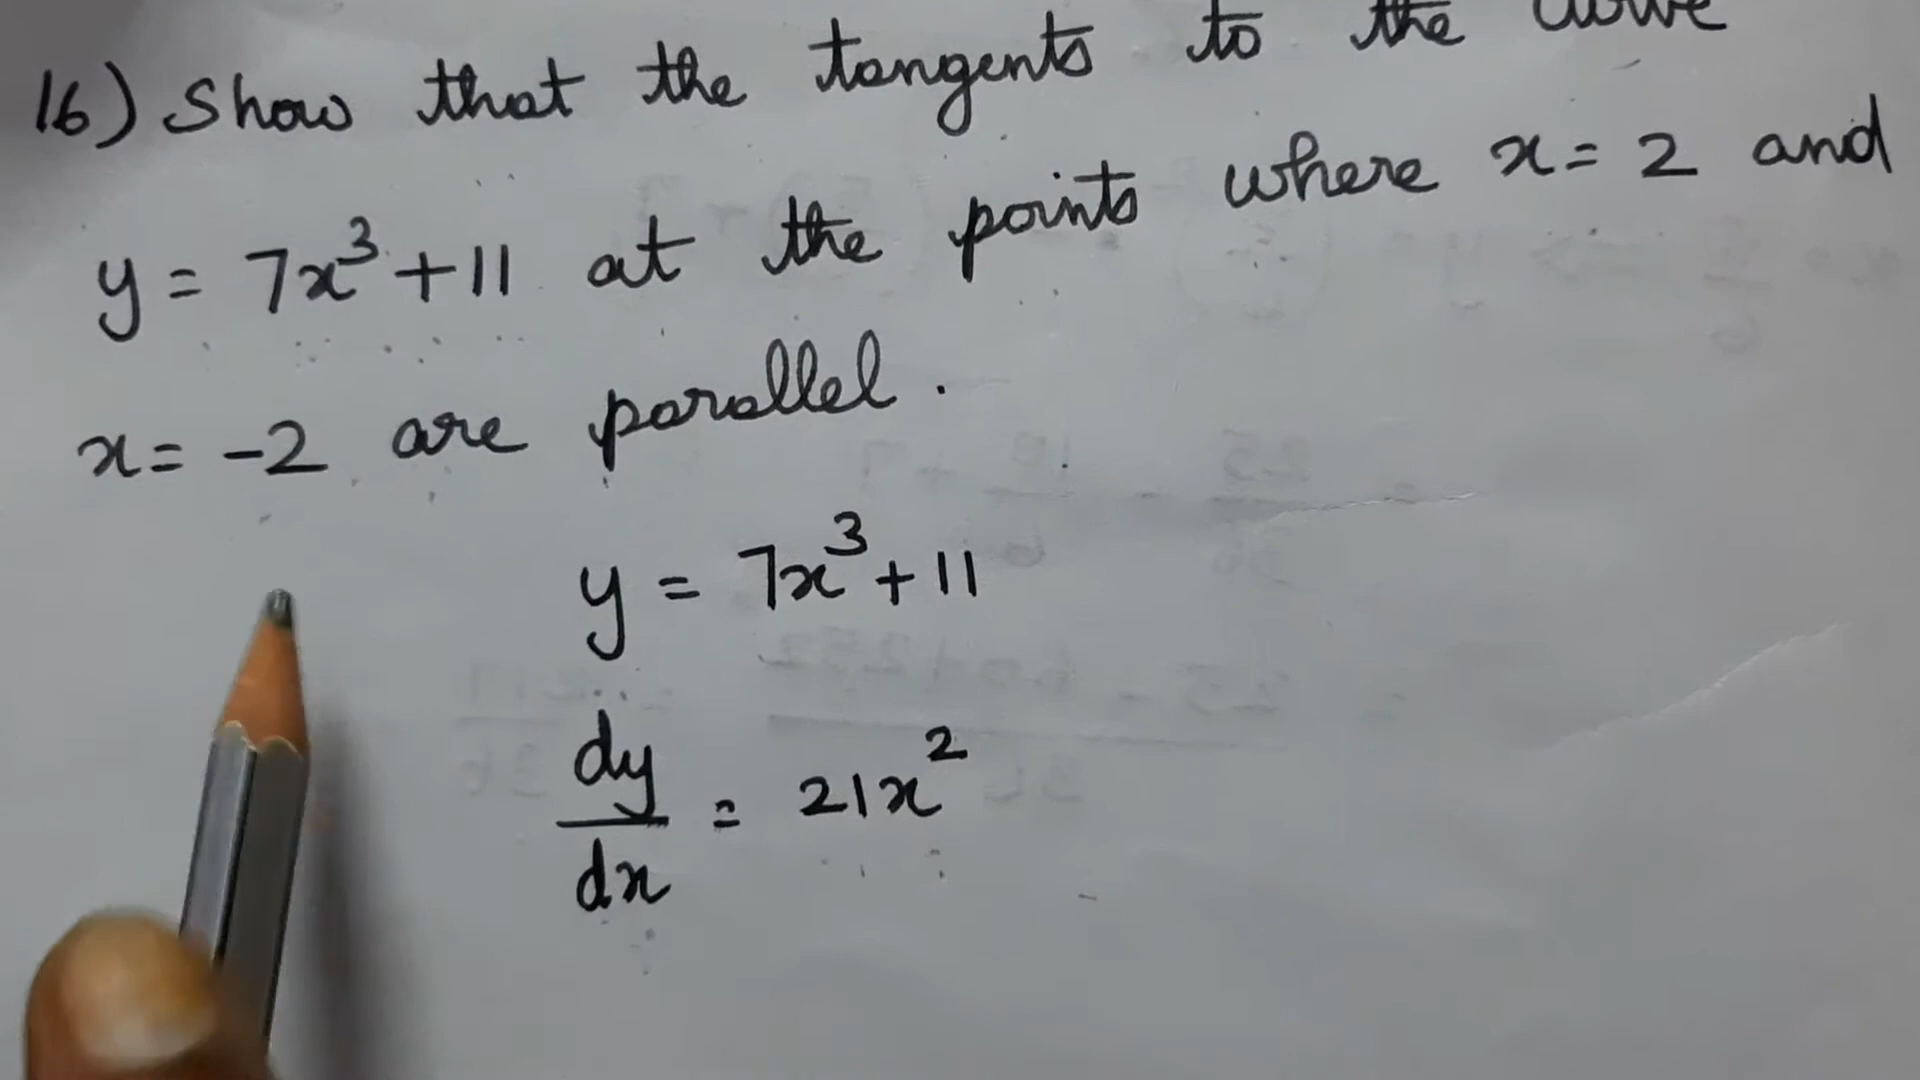 16) Show that the tangents to the curve
y = 7x³ + 11 at the points where x = 2 and
x = -2 are parallel.
y = 7x³ + 11
dy/dx = 21x²